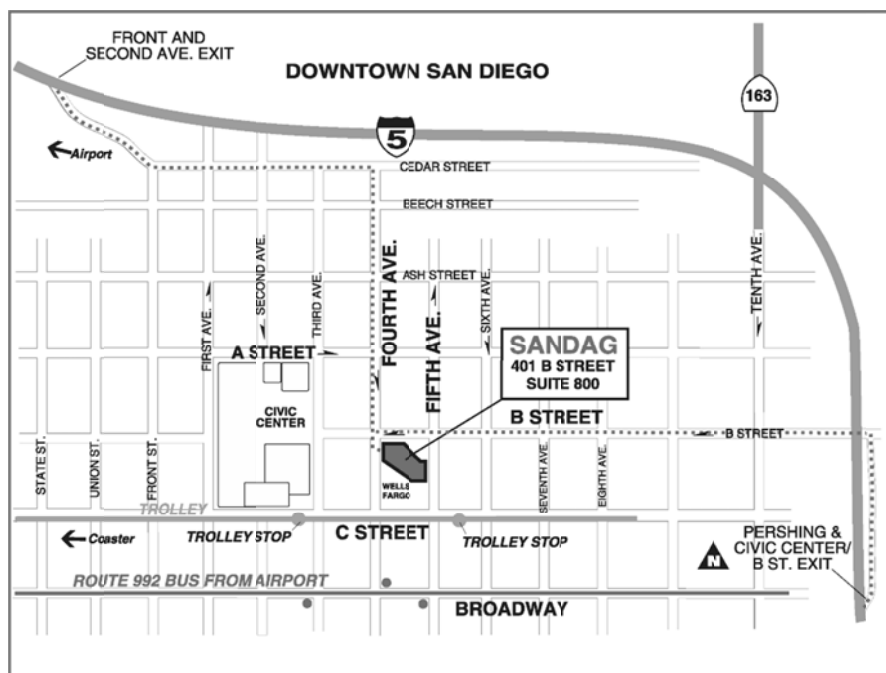 FRONT AND
SECOND AVE. EXIT
DOWNTOWN SAN DIEGO
163
5
Airport
CEDAR STREET
BEECH STREET
ASH STREET
FIRST AVE.
SECOND AVE.
THIRD AVE.
FOURTH AVE.
FIFTH AVE.
SIXTH AVE.
TENTH AVE.
A STREET
SANDAG
401 B STREET
SUITE 800
CIVIC
CENTER
B STREET
B STREET
STATE ST.
UNION ST.
FRONT ST.
WELLS
FARGO
SEVENTH AVE.
EIGHTH AVE.
TROLLEY
Coaster
TROLLEY STOP
C STREET
TROLLEY STOP
N
PERSHING &
CIVIC CENTER/
B ST. EXIT
ROUTE 992 BUS FROM AIRPORT
BROADWAY